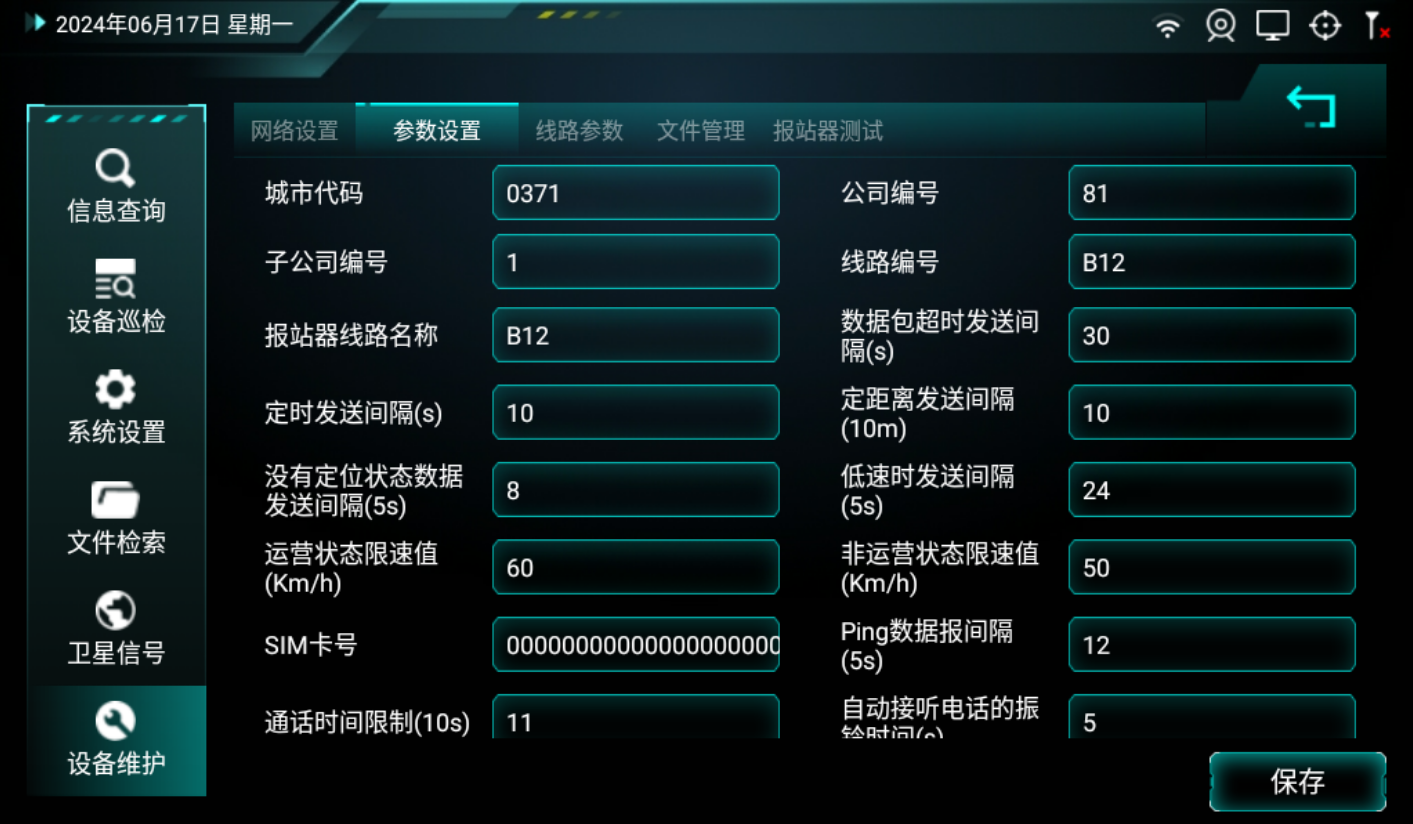 2024年06月17日 星期一
网络设置 参数设置 线路参数 文件管理 报站器测试
信息查询
设备巡检
系统设置
文件检索
卫星信号
设备维护
城市代码 0371 公司编号 81
子公司编号 1 线路编号 B12
报站器线路名称 B12 数据包超时发送间
隔(s) 30
定时发送间隔(s) 10 定距离发送间隔
(10m) 10
没有定位状态数据
发送间隔(5s) 8 低速时发送间隔
(5s) 24
运营状态限速值
(Km/h) 60 非运营状态限速值
(Km/h) 50
SIM卡号 00000000000000000000 Ping数据报间隔
(5s) 12
通话时间限制(10s) 11 自动接听电话的振
铃时间(s) 5
保存